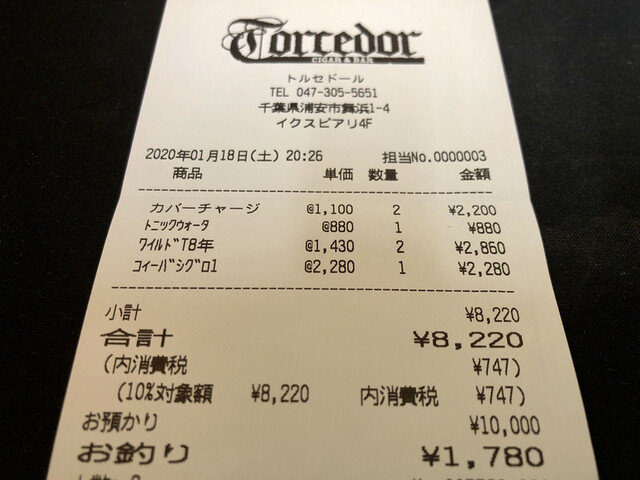 Torcedor
CIGAR & BAR
トルセドール
TEL 047-305-5651
千葉県浦安市舞浜1-4
イクスピアリ4F
2020年01月18日(土) 20:26 担当No.0000003
商品 単価 数量 金額
カバーチャージ @1,100 2 ¥2,200
トニックウォータ @880 1 ¥880
ワイルドT8年 @1,430 2 ¥2,860
コイーバシグロ1 @2,280 1 ¥2,280
小計 ¥8,220
合計 ¥8,220
(内消費税 ¥747)
(10%対象額 ¥8,220 内消費税 ¥747)
お預かり ¥10,000
お釣り ¥1,780